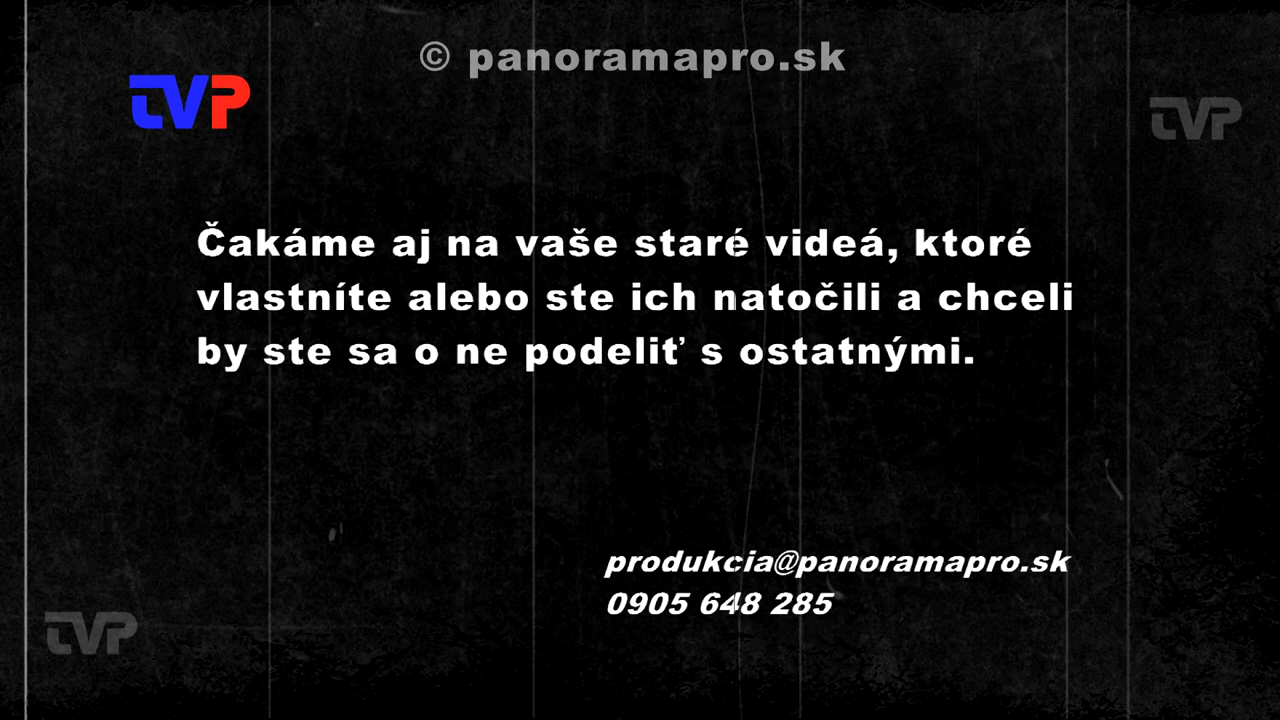 © panoramapro.sk
TVP
TVP
Čakáme aj na vaše staré videá, ktoré
vlastníte alebo ste ich natočili a chceli
by ste sa o ne podeliť s ostatnými.
produkcia@panoramapro.sk
0905 648 285
TVP